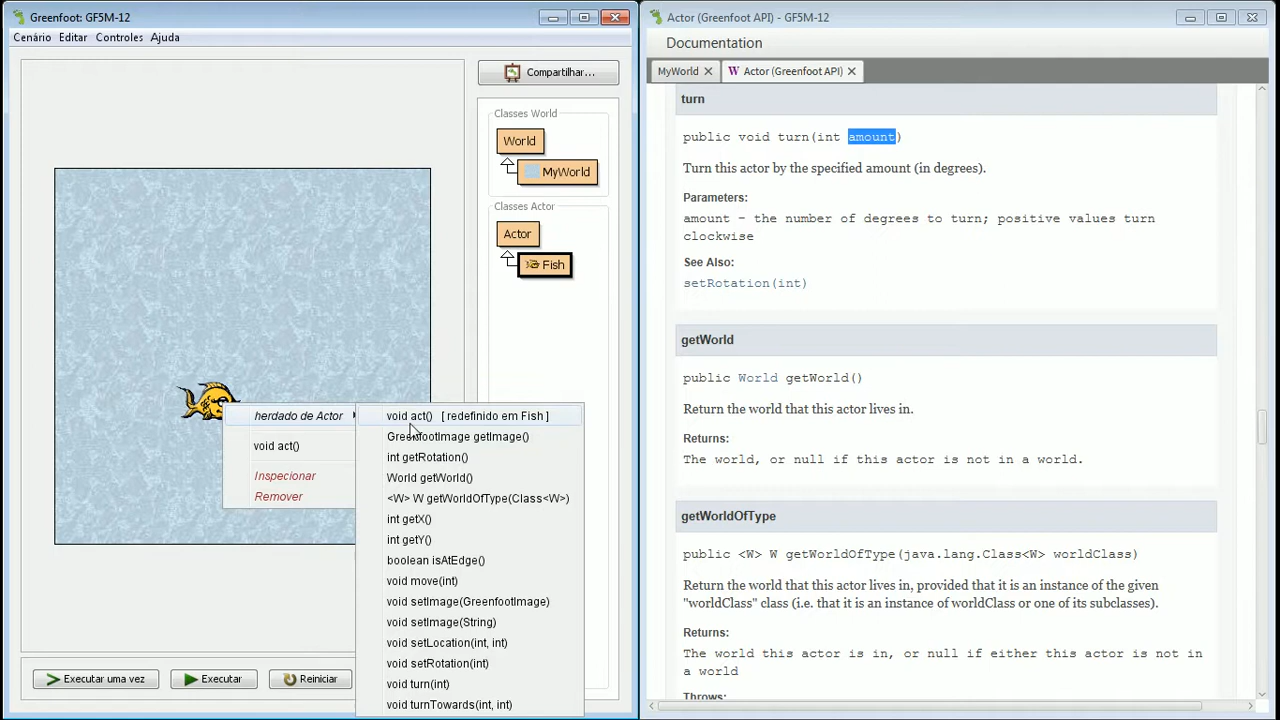 Greenfoot: GF5M-12
Cenário Editar Controles Ajuda
Compartilhar...
Classes World
World
MyWorld
Classes Actor
Actor
Fish
herdado de Actor
void act()
Inspecionar
Remover
void act() [ redefinido em Fish ]
GreenfootImage getImage()
int getRotation()
World getWorld()
<W> W getWorldOfType(Class<W>)
int getX()
int getY()
boolean isAtEdge()
void move(int)
void setImage(GreenfootImage)
void setImage(String)
void setLocation(int, int)
void setRotation(int)
void turn(int)
void turnTowards(int, int)
Executar uma vez
Executar
Reiniciar
Actor (Greenfoot API) - GF5M-12
Documentation
MyWorld
W Actor (Greenfoot API)
turn
public void turn(int amount)
Turn this actor by the specified amount (in degrees).
Parameters:
amount - the number of degrees to turn; positive values turn
clockwise
See Also:
setRotation(int)
getWorld
public World getWorld()
Return the world that this actor lives in.
Returns:
The world, or null if this actor is not in a world.
getWorldOfType
public <W> W getWorldOfType(java.lang.Class<W> worldClass)
Return the world that this actor lives in, provided that it is an instance of the given
"worldClass" class (i.e. that it is an instance of worldClass or one of its subclasses).
Returns:
The world this actor is in, or null if either this actor is not in
a world
Throws: